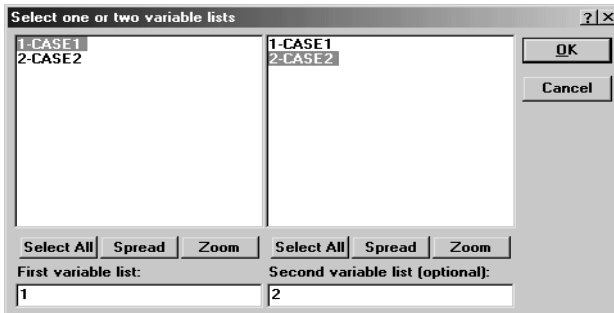 Select one or two variable lists
1-CASE1
2-CASE2
1-CASE1
2-CASE2
OK
Cancel
Select All Spread Zoom
Select All Spread Zoom
First variable list:
Second variable list (optional):
1
2